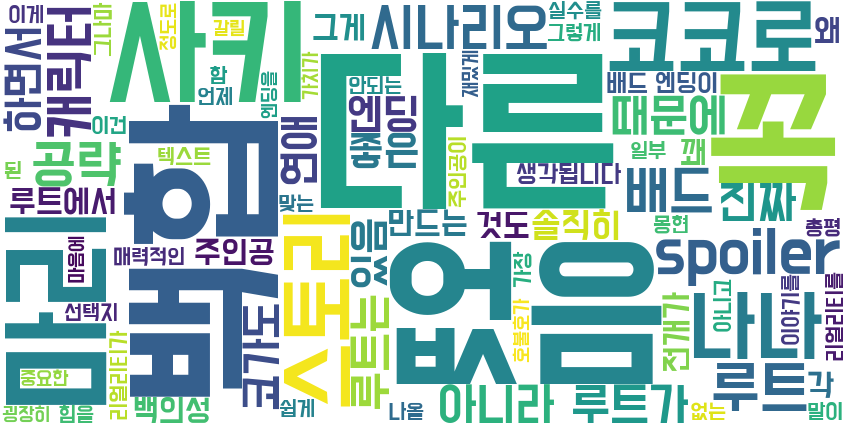 이게
그나마
정도로
갈릴
사키
그게
시나리오
실수를
그렇게
코코로
왜
하면서
캐릭터
함
언제
엔딩을
가지가
다른
안되는
재밌게
엔딩
좋은
배드 엔딩이
때문에
꼭
이건
공략
텍스트
연애
주인공이
생각됩니다
일부
꽤
된
루트에서
맞는
배드
진짜
미려
마음에
매력적인
주인공
스토리
있음
만드는
것도
솔직히
몽현
총평
선택지
코가도
없음
가장
spoiler
전개가
나나
아니고
이야기를
리얼리티를
중요한
굉장히
힘을
리얼리티가
백의성
쉽게
루트로
나올
아니라
호불호가
루트가
없는
루트
각
말이